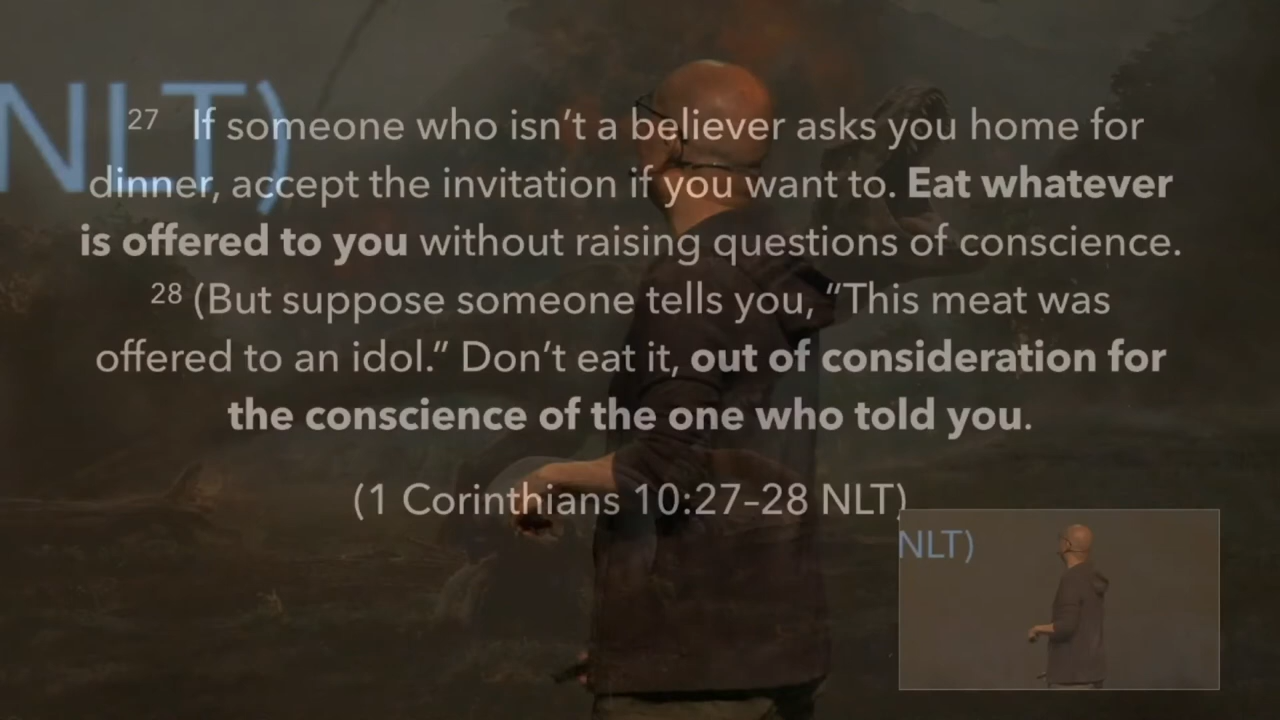 NLT)
27 If someone who isn’t a believer asks you home for
dinner, accept the invitation if you want to. Eat whatever
is offered to you without raising questions of conscience.
28 (But suppose someone tells you, “This meat was
offered to an idol.” Don’t eat it, out of consideration for
the conscience of the one who told you.
(1 Corinthians 10:27–28 NLT)
NLT)